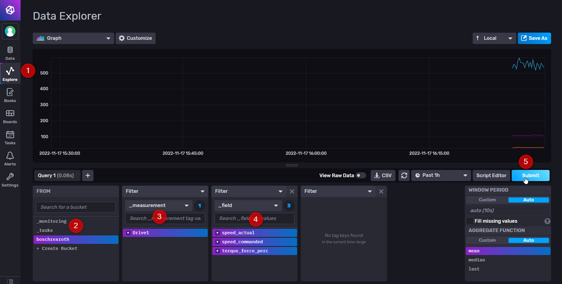 Data Explorer
Graph
Customize
Local
Save As
Data
1
Explore
Books
Boards
Tasks
Alerts
Settings
500
400
300
200
100
2022-11-17 15:30:00
2022-11-17 15:45:00
2022-11-17 16:00:00
2022-11-17 16:15:00
5
Query 1 (0.08s)
+
View Raw Data
CSV
Past 1h
Script Editor
Submit
FROM
Search for a bucket
_monitoring
2
_tasks
boschrexroth
+ Create Bucket
Filter
_measurement
1
Search _measurement tag va
3
Drive1
Filter
_field
3
Search _field values
4
speed_actual
speed_commanded
torque_force_perc
Filter
No tag keys found
in the current time range
WINDOW PERIOD
Custom
Auto
auto (10s)
Fill missing values
?
AGGREGATE FUNCTION
Custom
Auto
mean
median
last